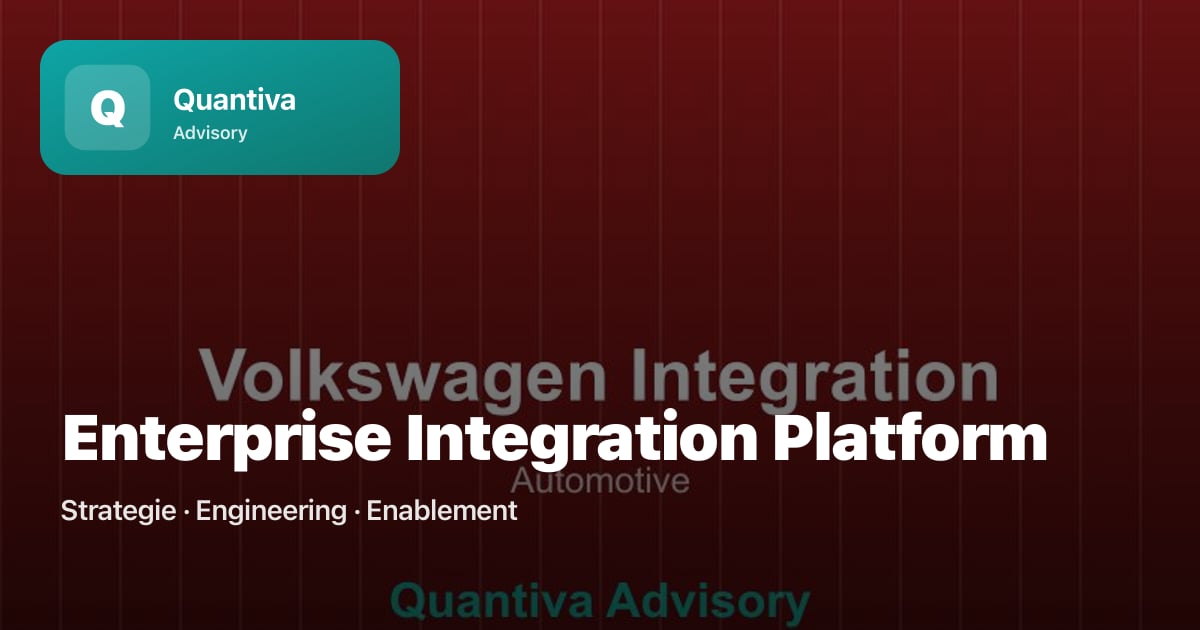 Q
Quantiva
Advisory
Volkswagen Integration
Enterprise Integration Platform
Automotive
Strategie · Engineering · Enablement
Quantiva Advisory